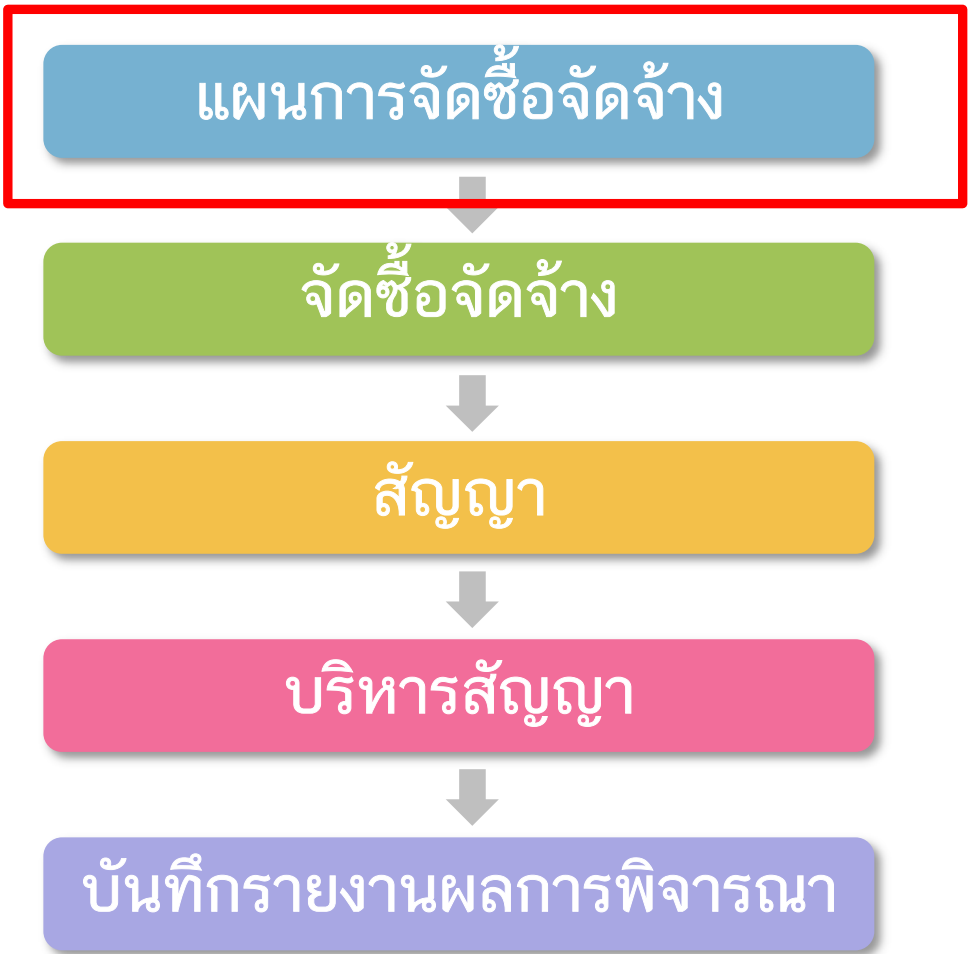 แผนการจัดซื้อจัดจ้าง
จัดซื้อจัดจ้าง
สัญญา
บริหารสัญญา
บันทึกรายงานผลการพิจารณา